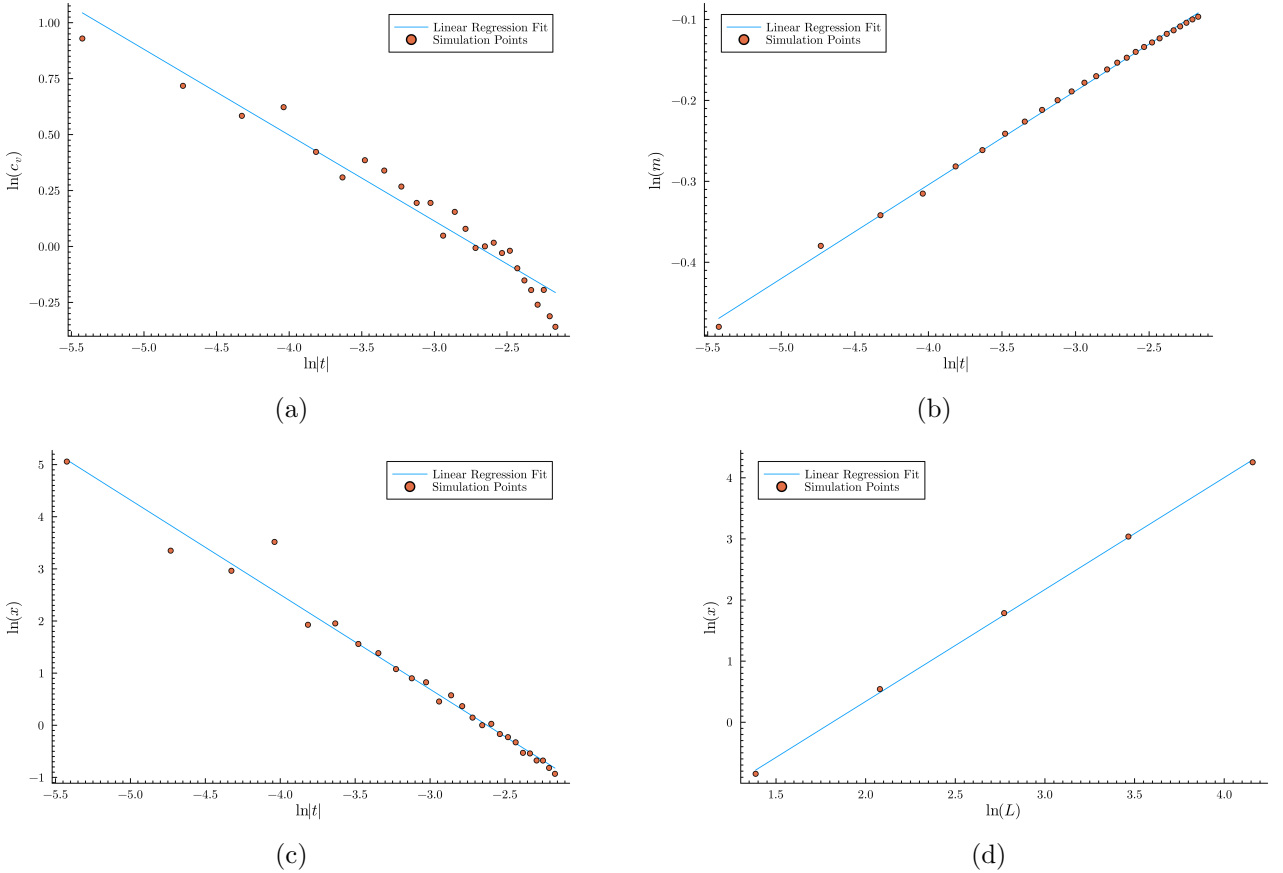 1.00
0.75
0.50
0.25
0.00
−0.25
ln(c_v)
Linear Regression Fit
Simulation Points
−5.5 −5.0 −4.5 −4.0 −3.5 −3.0 −2.5
ln|t|
(a)
−0.1
−0.2
−0.3
−0.4
ln(m)
Linear Regression Fit
Simulation Points
−5.5 −5.0 −4.5 −4.0 −3.5 −3.0 −2.5
ln|t|
(b)
5
4
3
2
1
0
−1
ln(x)
Linear Regression Fit
Simulation Points
−5.5 −5.0 −4.5 −4.0 −3.5 −3.0 −2.5
ln|t|
(c)
4
3
2
1
0
ln(x)
Linear Regression Fit
Simulation Points
1.5 2.0 2.5 3.0 3.5 4.0
ln(L)
(d)